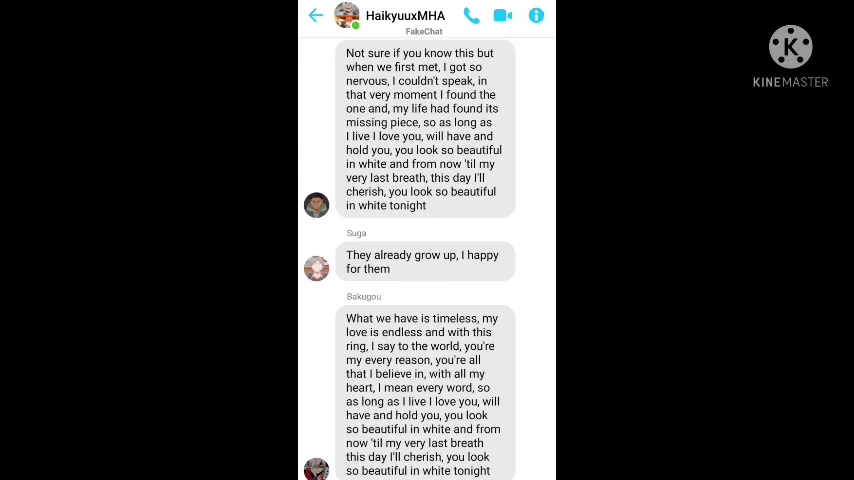 HaikyuuxMHA
FakeChat
K
KINEMASTER
Not sure if you know this but
when we first met, I got so
nervous, I couldn't speak, in
that very moment I found the
one and, my life had found its
missing piece, so as long as
I live I love you, will have and
hold you, you look so beautiful
in white and from now 'til my
very last breath, this day I'll
cherish, you look so beautiful
in white tonight
Suga
They already grow up, I happy
for them
Bakugou
What we have is timeless, my
love is endless and with this
ring, I say to the world, you're
my every reason, you're all
that I believe in, with all my
heart, I mean every word, so
as long as I live I love you, will
have and hold you, you look
so beautiful in white and from
now 'til my very last breath
this day I'll cherish, you look
so beautiful in white tonight